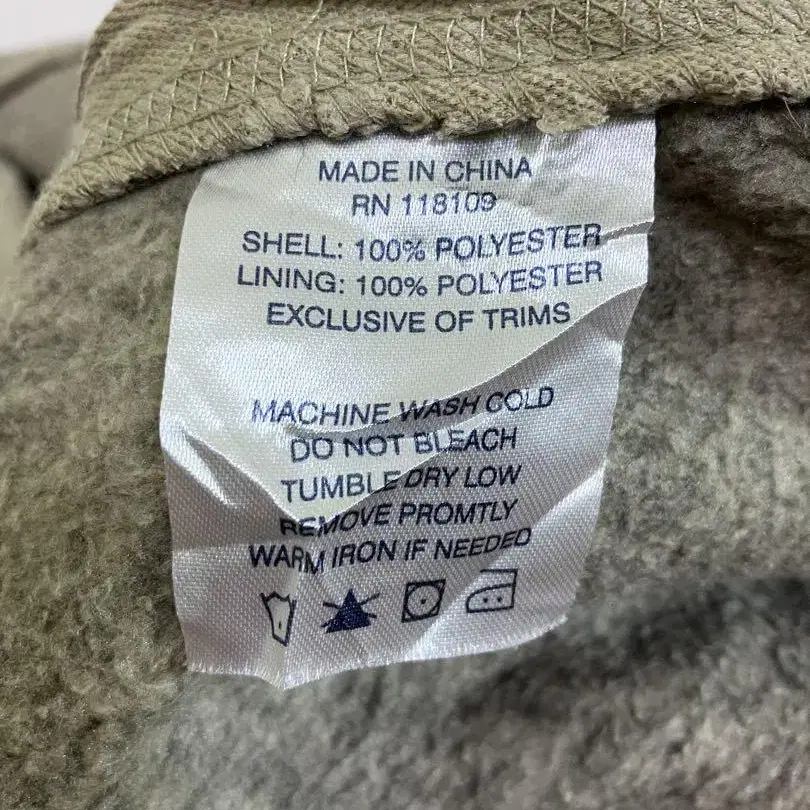 MADE IN CHINA
RN 118109
SHELL: 100% POLYESTER
LINING: 100% POLYESTER
EXCLUSIVE OF TRIMS
MACHINE WASH COLD
DO NOT BLEACH
TUMBLE DRY LOW
REMOVE PROMTLY
WARM IRON IF NEEDED